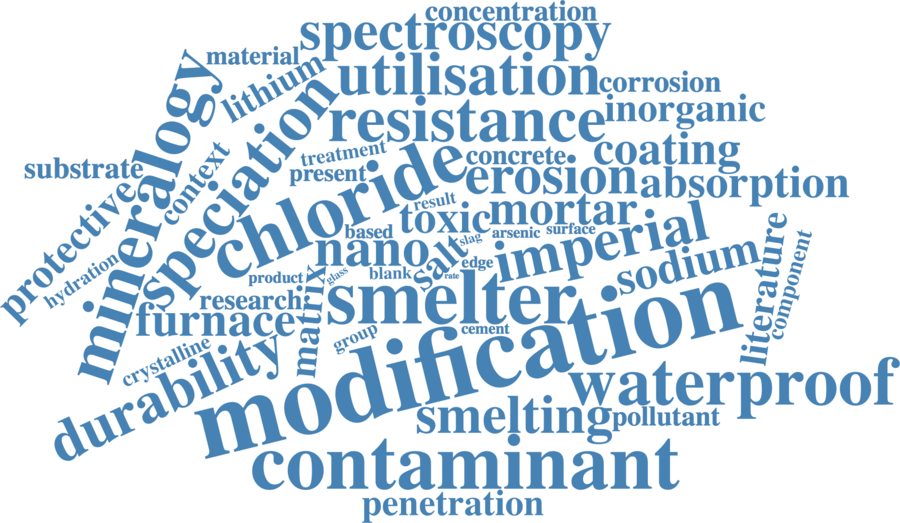 concentration
spectroscopy
material
utilisation
lithium
corrosion
inorganic
resistance
mineralogy
speciation
treatment
concrete
coating
substrate
context
present
chloride
erosion
absorption
protective
result
toxic
mortar
based
slag
arsenic
surface
nano
salt
imperial
hydration
product
glass
blank
rate
edge
sodium
literature
component
research
matrix
smelter
furnace
group
cement
modification
crystalline
durability
waterproof
smelting
pollutant
contaminant
penetration